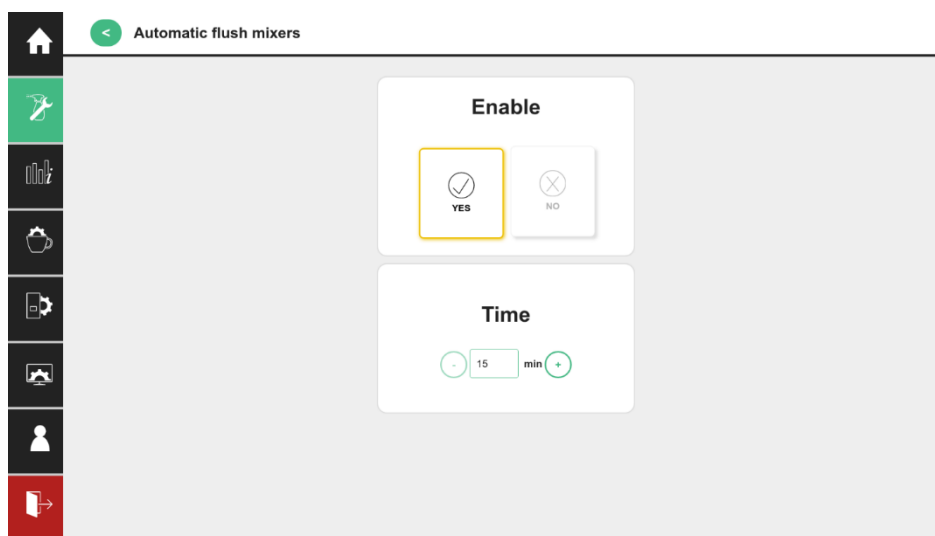 < Automatic flush mixers
Enable
YES NO
Time
- 15 min +